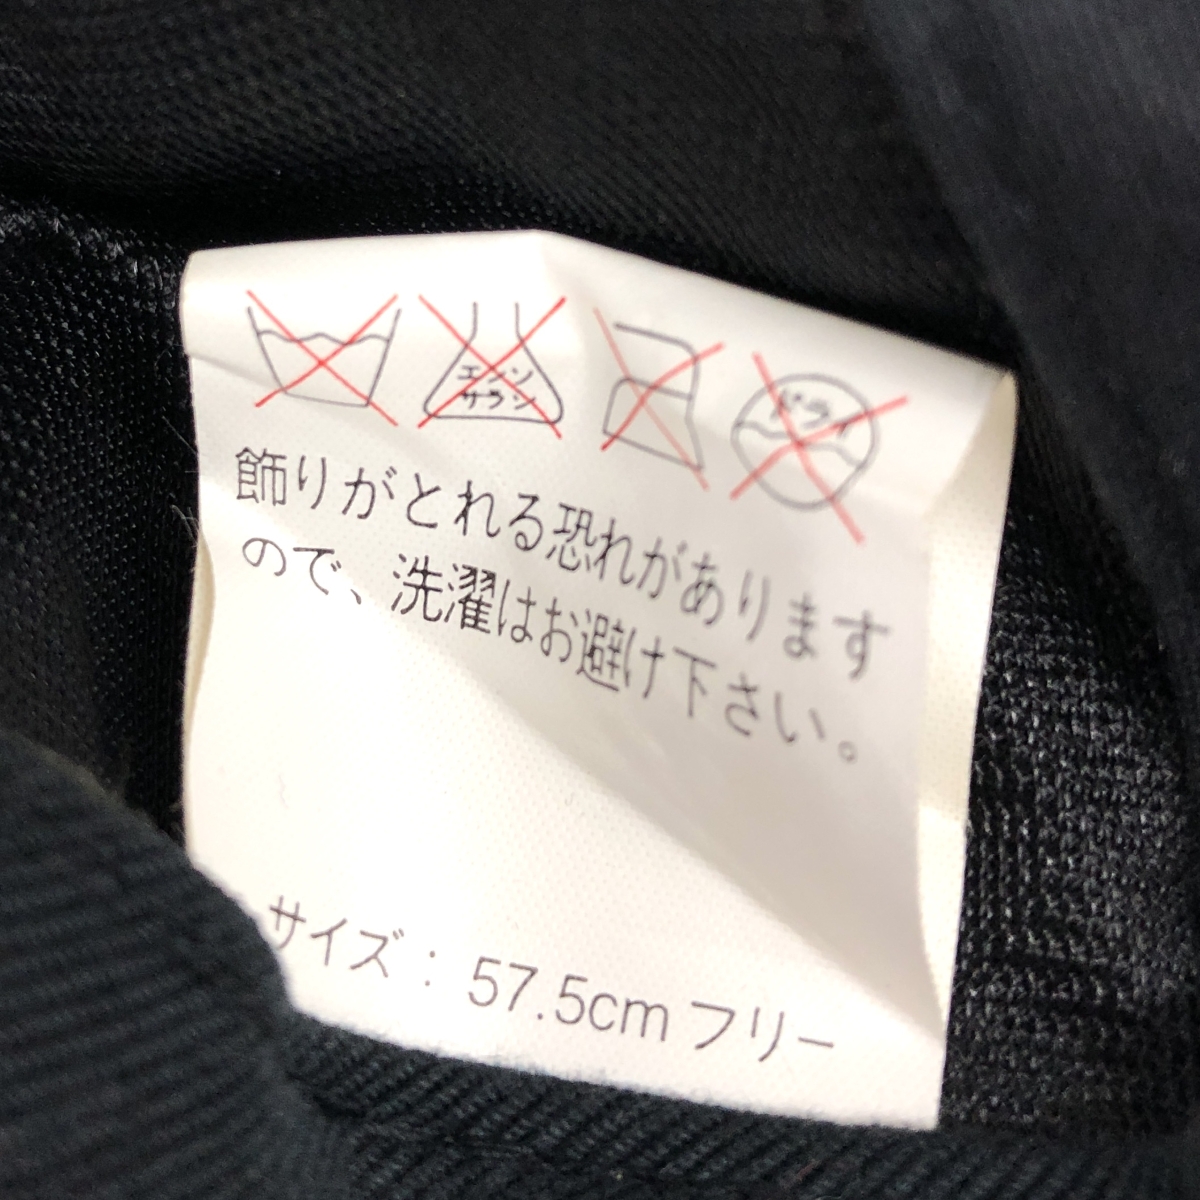 エンソ
サラシ
ドライ
飾りがとれる恐れがあります
ので、洗濯はお避け下さい。
サイズ：57.5cm フリー